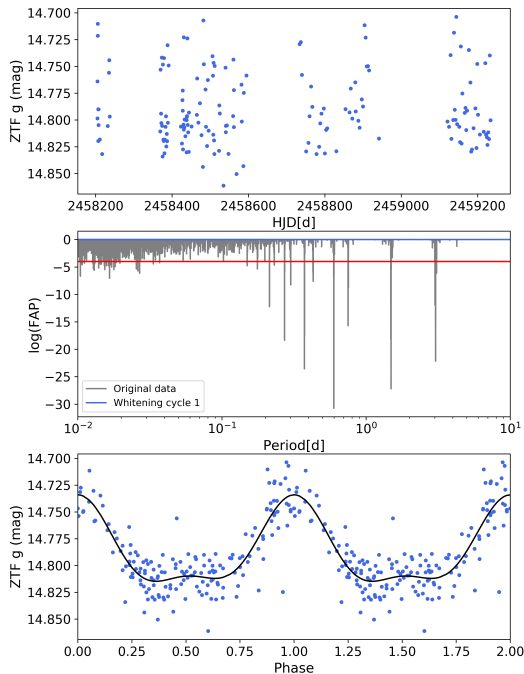 14.700
14.725
14.750
14.775
14.800
14.825
14.850
ZTF g (mag)
2458200 2458400 2458600 2458800 2459000 2459200
HJD[d]
0
−5
−10
−15
−20
−25
−30
log(FAP)
Original data
Whitening cycle 1
10⁻² 10⁻¹ 10⁰ 10¹
Period[d]
14.700
14.725
14.750
14.775
14.800
14.825
14.850
ZTF g (mag)
0.00 0.25 0.50 0.75 1.00 1.25 1.50 1.75 2.00
Phase